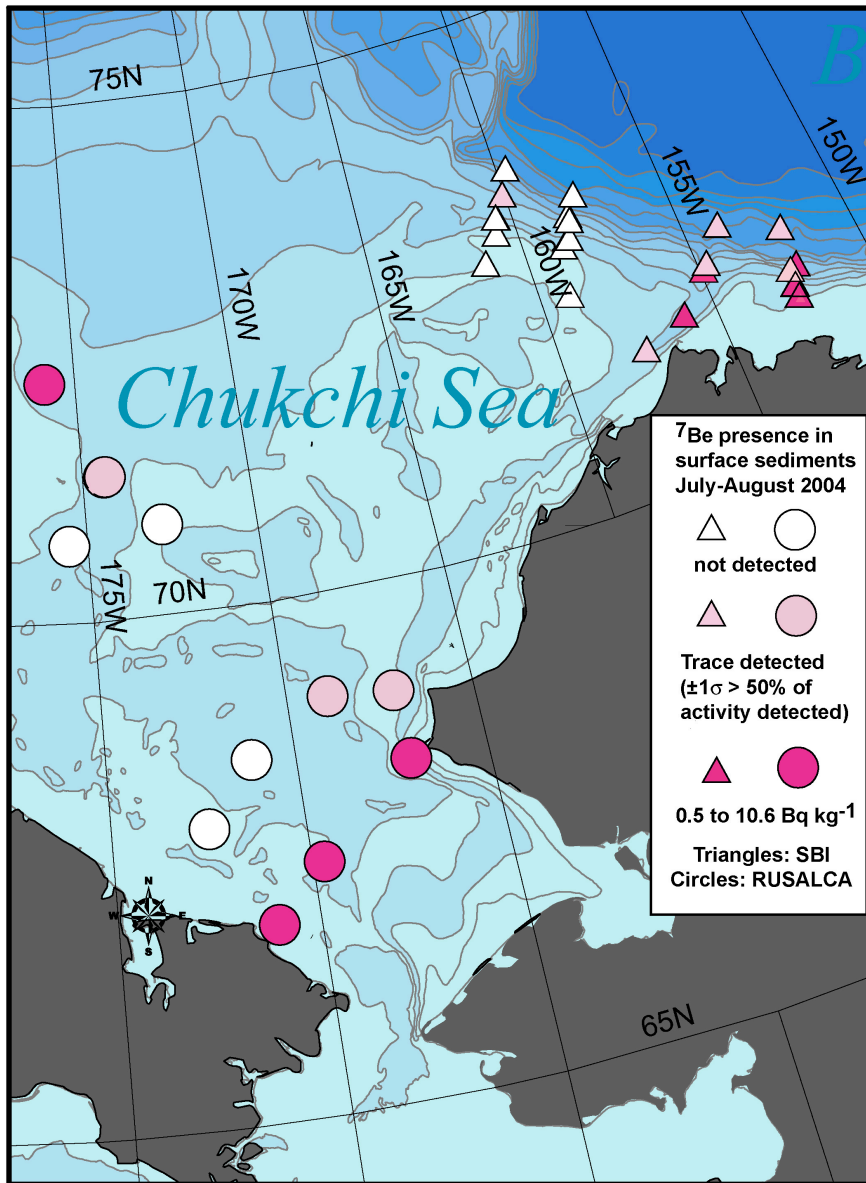 B
75N
150W
155W
160W
165W
170W
Chukchi Sea
175W
70N
65N
N
W E
S
⁷Be presence in
surface sediments
July-August 2004
not detected
Trace detected
(±1σ > 50% of
activity detected)
0.5 to 10.6 Bq kg⁻¹
Triangles: SBI
Circles: RUSALCA